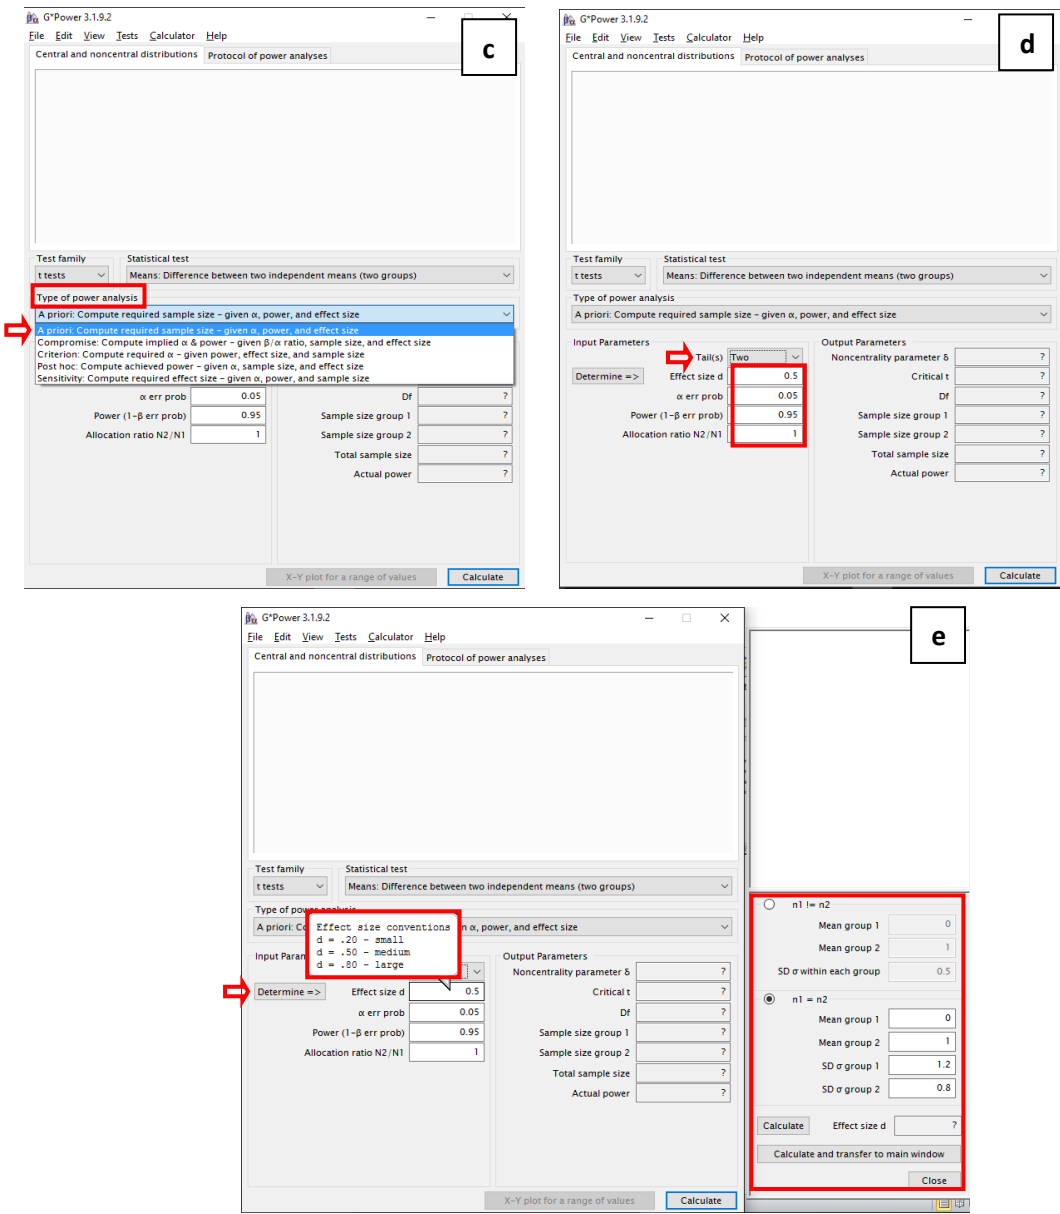 G*Power 3.1.9.2
c
File Edit View Tests Calculator Help
Central and noncentral distributions Protocol of power analyses
Test family Statistical test
t tests Means: Difference between two independent means (two groups)
Type of power analysis
A priori: Compute required sample size – given α, power, and effect size
A priori: Compute required sample size – given α, power, and effect size
Compromise: Compute implied α & power – given β/α ratio, sample size, and effect size
Criterion: Compute required α – given power, effect size, and sample size
Post hoc: Compute achieved power – given α, sample size, and effect size
Sensitivity: Compute required effect size – given α, power, and sample size
α err prob 0.05 Df ?
Power (1-β err prob) 0.95 Sample size group 1 ?
Allocation ratio N2/N1 1 Sample size group 2 ?
Total sample size ?
Actual power ?
X-Y plot for a range of values Calculate
G*Power 3.1.9.2
d
File Edit View Tests Calculator Help
Central and noncentral distributions Protocol of power analyses
Test family Statistical test
t tests Means: Difference between two independent means (two groups)
Type of power analysis
A priori: Compute required sample size – given α, power, and effect size
Input Parameters Output Parameters
Tail(s) Two Noncentrality parameter δ ?
Determine => Effect size d 0.5 Critical t ?
α err prob 0.05 Df ?
Power (1-β err prob) 0.95 Sample size group 1 ?
Allocation ratio N2/N1 1 Sample size group 2 ?
Total sample size ?
Actual power ?
X-Y plot for a range of values Calculate
G*Power 3.1.9.2
e
File Edit View Tests Calculator Help
Central and noncentral distributions Protocol of power analyses
Test family Statistical test
t tests Means: Difference between two independent means (two groups)
Type of power analysis
A priori: n α, power, and effect size
Effect size conventions
d = .20 - small
d = .50 - medium
d = .80 - large
Input Output Parameters
Noncentrality parameter δ ?
Determine => Effect size d 0.5 Critical t ?
α err prob 0.05 Df ?
Power (1-β err prob) 0.95 Sample size group 1 ?
Allocation ratio N2/N1 1 Sample size group 2 ?
Total sample size ?
Actual power ?
X-Y plot for a range of values Calculate
n1 != n2
Mean group 1 0
Mean group 2 1
SD σ within each group 0.5
n1 = n2
Mean group 1 0
Mean group 2 1
SD σ group 1 1.2
SD σ group 2 0.8
Calculate Effect size d ?
Calculate and transfer to main window
Close